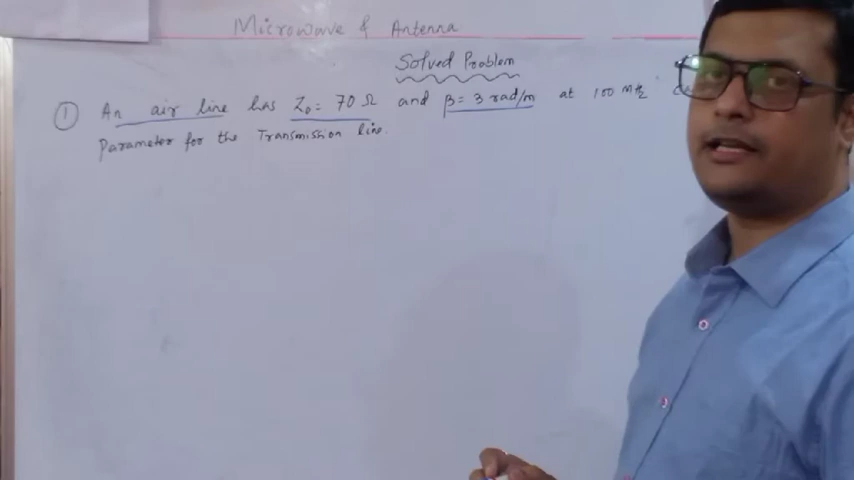 Microwave & Antenna
Solved Problem
① An air line has Z₀ = 70 Ω and β = 3 rad/m at 100 MHz
Parameter for the Transmission line.